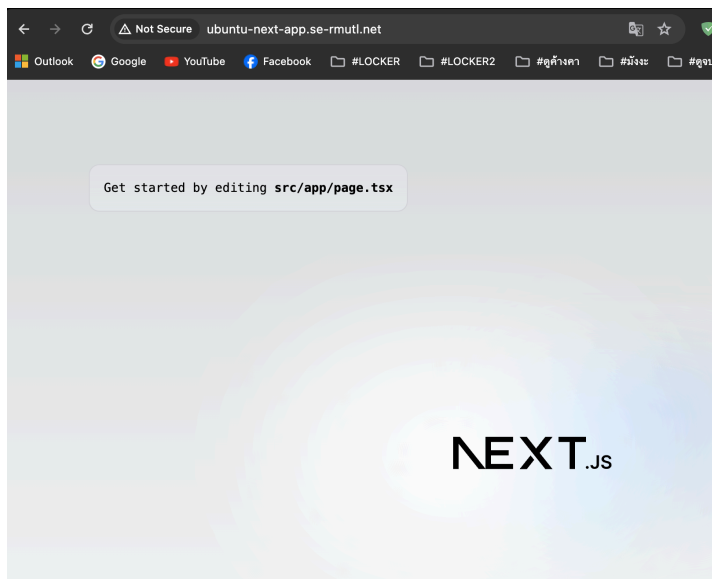 Not Secure ubuntu-next-app.se-rmutl.net
Outlook Google YouTube Facebook #LOCKER #LOCKER2 #ดูค้างคา #มังงะ
Get started by editing src/app/page.tsx
NEXT.JS